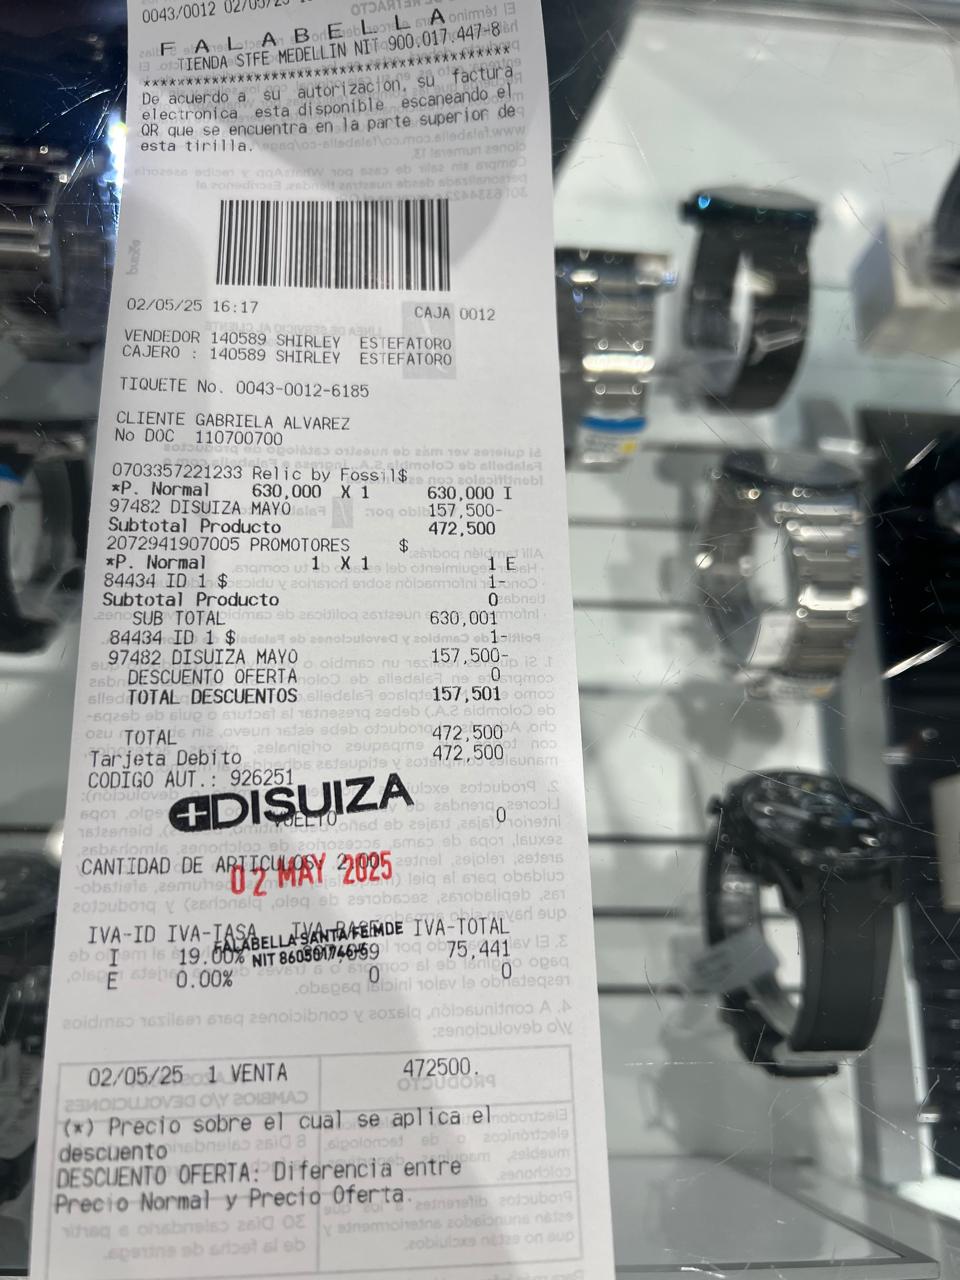 0043/0012 02/05/25
F A L A B E L L A
TIENDA STFE MEDELLIN NIT 900.017.447-8
****************************************
De acuerdo a su autorizacion, su factura
electronica esta disponible escaneando el
QR que se encuentra en la parte superior de
esta tirilla.
02/05/25 16:17 CAJA 0012
VENDEDOR 140589 SHIRLEY ESTEFATORO
CAJERO : 140589 SHIRLEY ESTEFATORO
TIQUETE No. 0043-0012-6185
CLIENTE GABRIELA ALVAREZ
No DOC 110700700
0703357221233 Relic by Fossil$
*P. Normal 630,000 X 1 630,000 I
97482 DISUIZA MAYO 157,500-
Subtotal Producto 472,500
2072941907005 PROMOTORES $
*P. Normal 1 X 1 1 E
84434 ID 1 $ 1-
Subtotal Producto 0
SUB TOTAL 630,001
84434 ID 1 $ 1-
97482 DISUIZA MAYO 157,500-
DESCUENTO OFERTA 0
TOTAL DESCUENTOS 157,501
TOTAL 472,500
Tarjeta Debito 472,500
CODIGO AUT.: 926251
DISUIZA
VUELTO 0
CANTIDAD DE ARTICULOS
02 MAY 2025
IVA-ID IVA-TASA IVA-BASE IVA-TOTAL
FALABELLA SANTA FE MDE
I 19.00% 75,441
NIT
E 0.00% 0 0
02/05/25 1 VENTA 472500.
(*) Precio sobre el cual se aplica el
descuento
DESCUENTO OFERTA: Diferencia entre
Precio Normal y Precio Oferta.